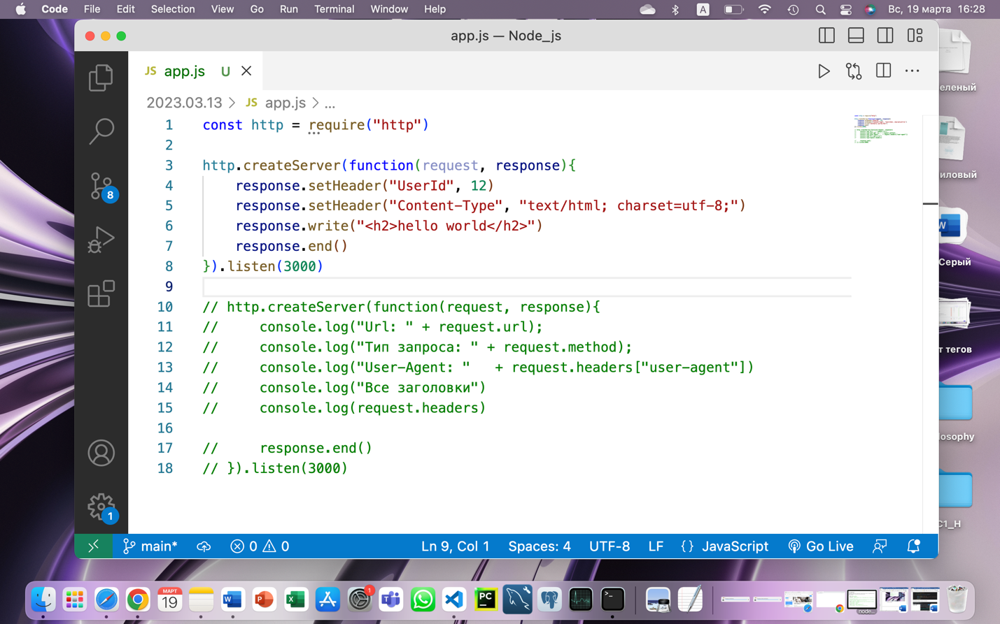 Code File Edit Selection View Go Run Terminal Window Help A Вс, 19 марта 16:28
app.js — Node_js
JS app.js U
2023.03.13 > JS app.js > ...
1 const http = require("http")
2
3 http.createServer(function(request, response){
4 response.setHeader("UserId", 12)
5 response.setHeader("Content-Type", "text/html; charset=utf-8;")
6 response.write("<h2>hello world</h2>")
7 response.end()
8 }).listen(3000)
9
10 // http.createServer(function(request, response){
11 // console.log("Url: " + request.url);
12 // console.log("Тип запроса: " + request.method);
13 // console.log("User-Agent: " + request.headers["user-agent"])
14 // console.log("Все заголовки")
15 // console.log(request.headers)
16
17 // response.end()
18 // }).listen(3000)
8
1
main* 0 0 Ln 9, Col 1 Spaces: 4 UTF-8 LF {} JavaScript Go Live
еленый
иловый
W
Серый
т тегов
losophy
C1_H
МАРТ
19
W
P
X
1
T
PC
>_
node...